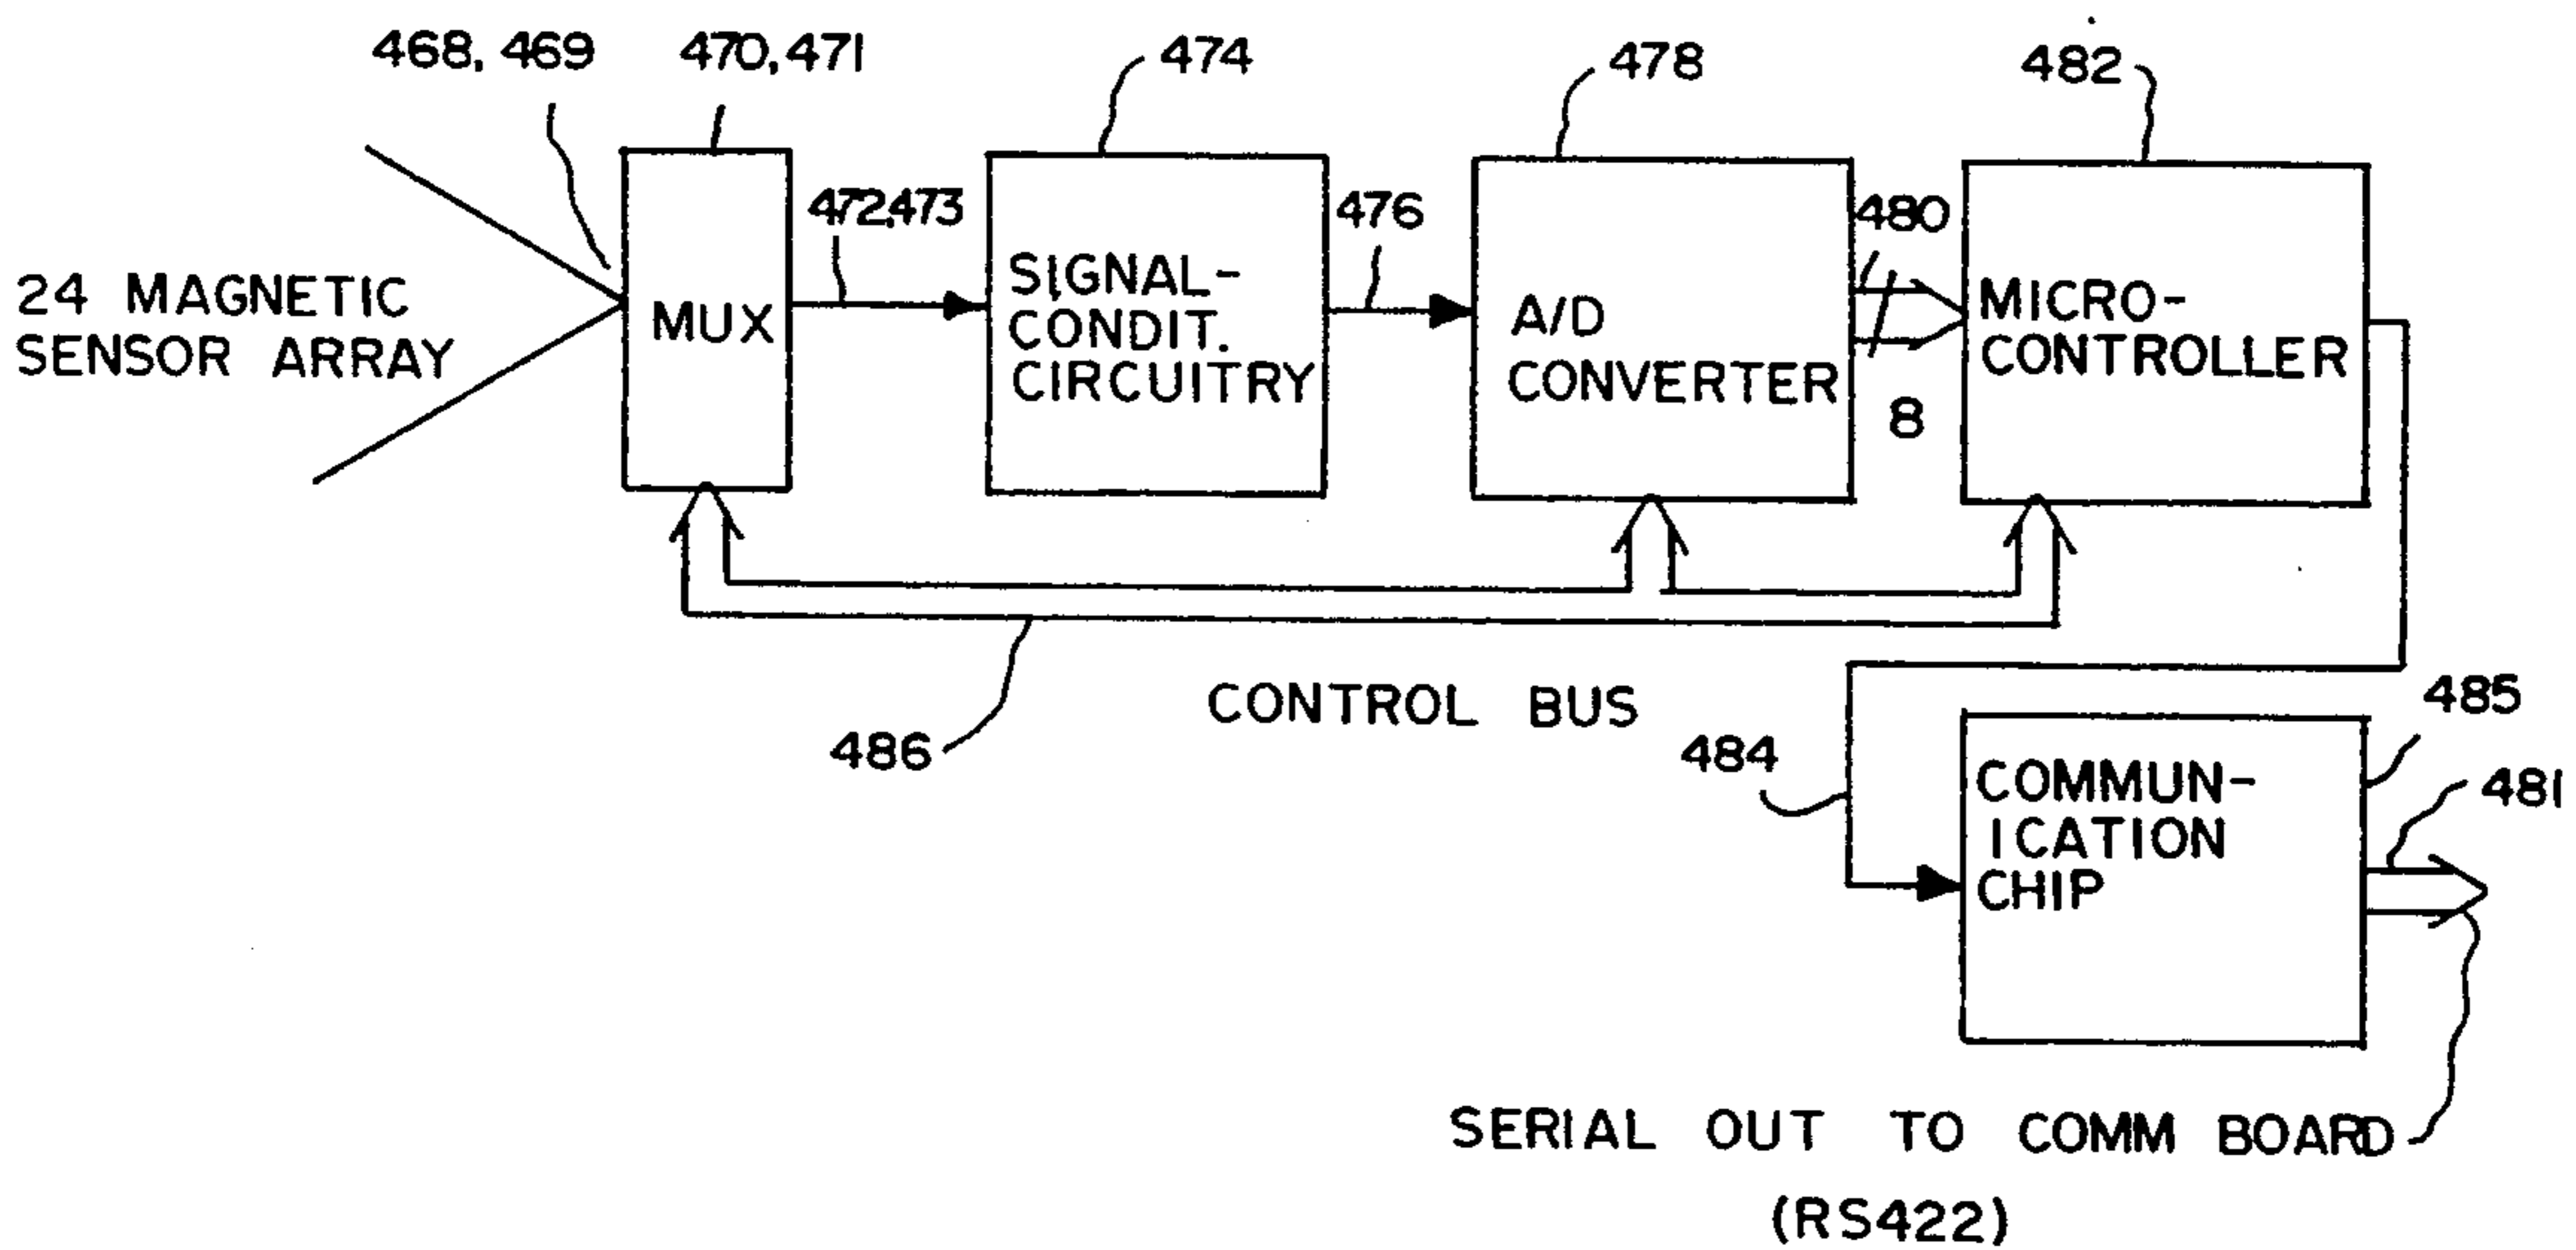 468, 469
470, 471
474
478
482
472,473
476
480
24 MAGNETIC
SENSOR ARRAY
MUX
SIGNAL-
CONDIT.
CIRCUITRY
A/D
CONVERTER
8
MICRO-
CONTROLLER
CONTROL BUS
486
484
485
481
COMMUN-
ICATION
CHIP
SERIAL OUT TO COMM BOARD
(RS422)